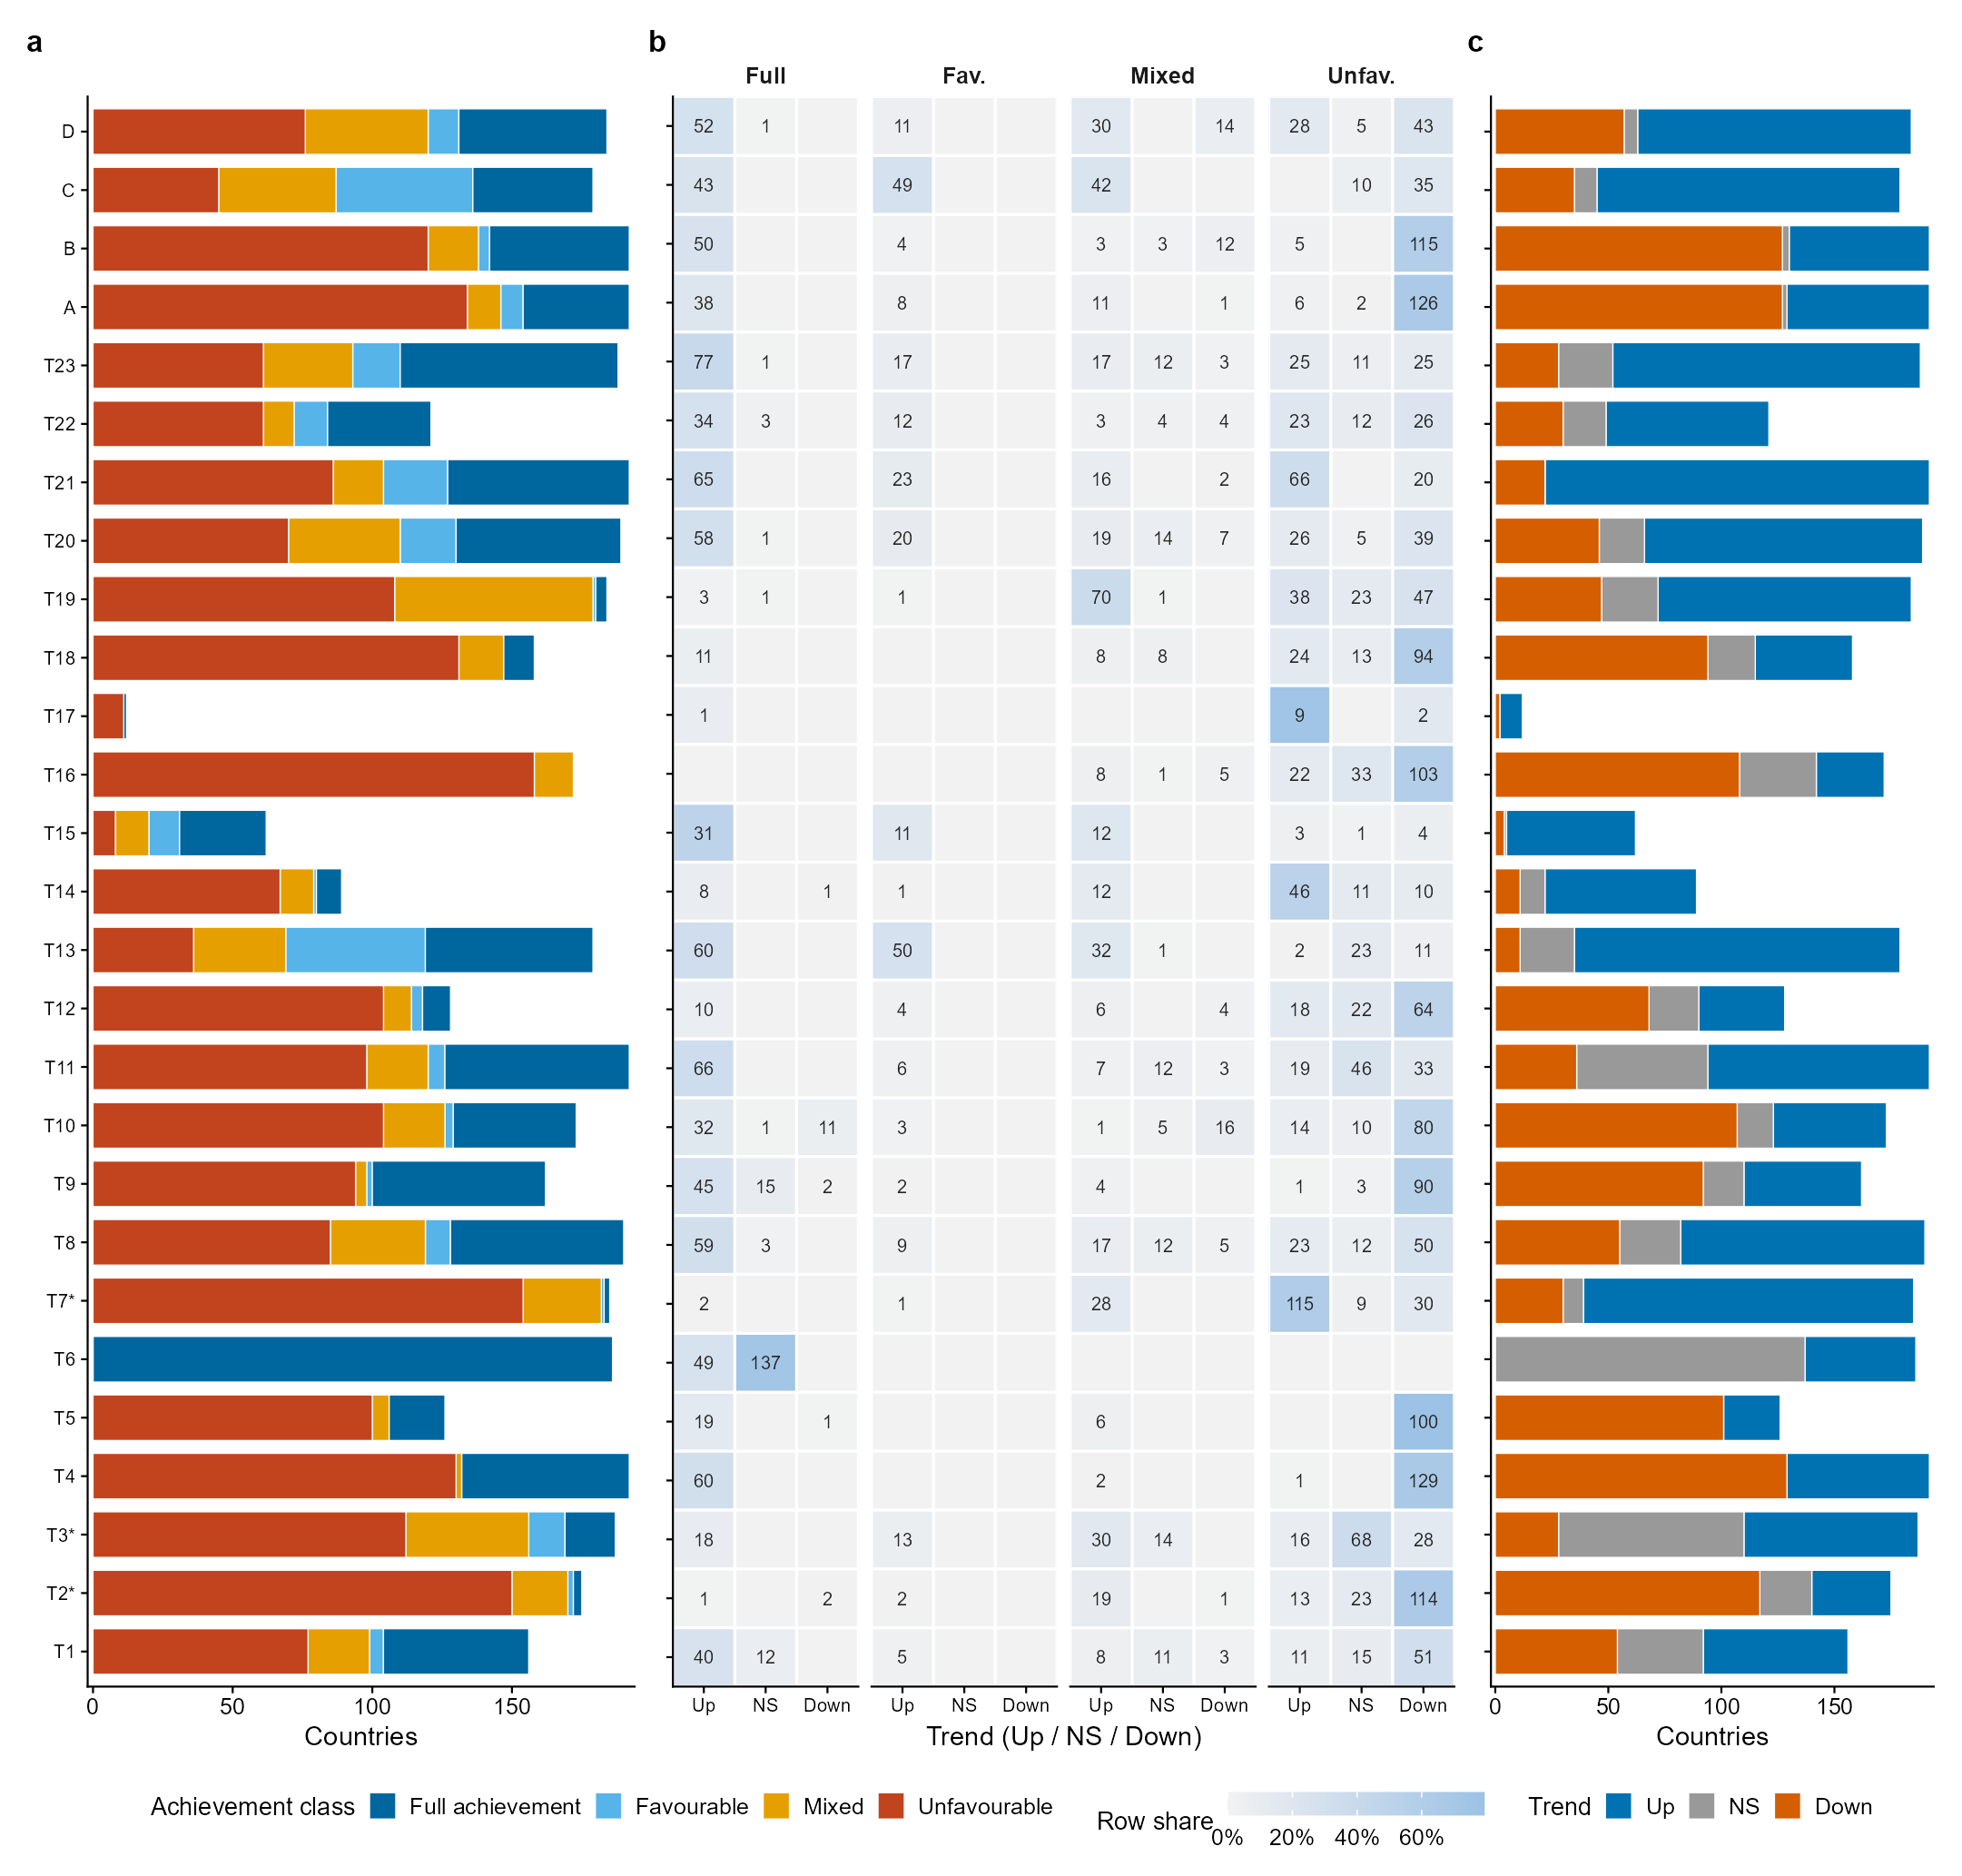 a b c
Full Fav. Mixed Unfav.
D 52 1 11 30 14 28 5 43
C 43 49 42 10 35
B 50 4 3 3 12 5 115
A 38 8 11 1 6 2 126
T23 77 1 17 17 12 3 25 11 25
T22 34 3 12 3 4 4 23 12 26
T21 65 23 16 2 66 20
T20 58 1 20 19 14 7 26 5 39
T19 3 1 1 70 1 38 23 47
T18 11 8 8 24 13 94
T17 1 9 2
T16 8 1 5 22 33 103
T15 31 11 12 3 1 4
T14 8 1 1 12 46 11 10
T13 60 50 32 1 2 23 11
T12 10 4 6 4 18 22 64
T11 66 6 7 12 3 19 46 33
T10 32 1 11 3 1 5 16 14 10 80
T9 45 15 2 2 4 1 3 90
T8 59 3 9 17 12 5 23 12 50
T7* 2 1 28 115 9 30
T6 49 137
T5 19 1 6 100
T4 60 2 1 129
T3* 18 13 30 14 16 68 28
T2* 1 2 2 19 1 13 23 114
T1 40 12 5 8 11 3 11 15 51
0 50 100 150 Up NS Down Up NS Down Up NS Down Up NS Down 0 50 100 150
Countries Trend (Up / NS / Down) Countries
Achievement class Full achievement Favourable Mixed Unfavourable Row share 0% 20% 40% 60% Trend Up NS Down